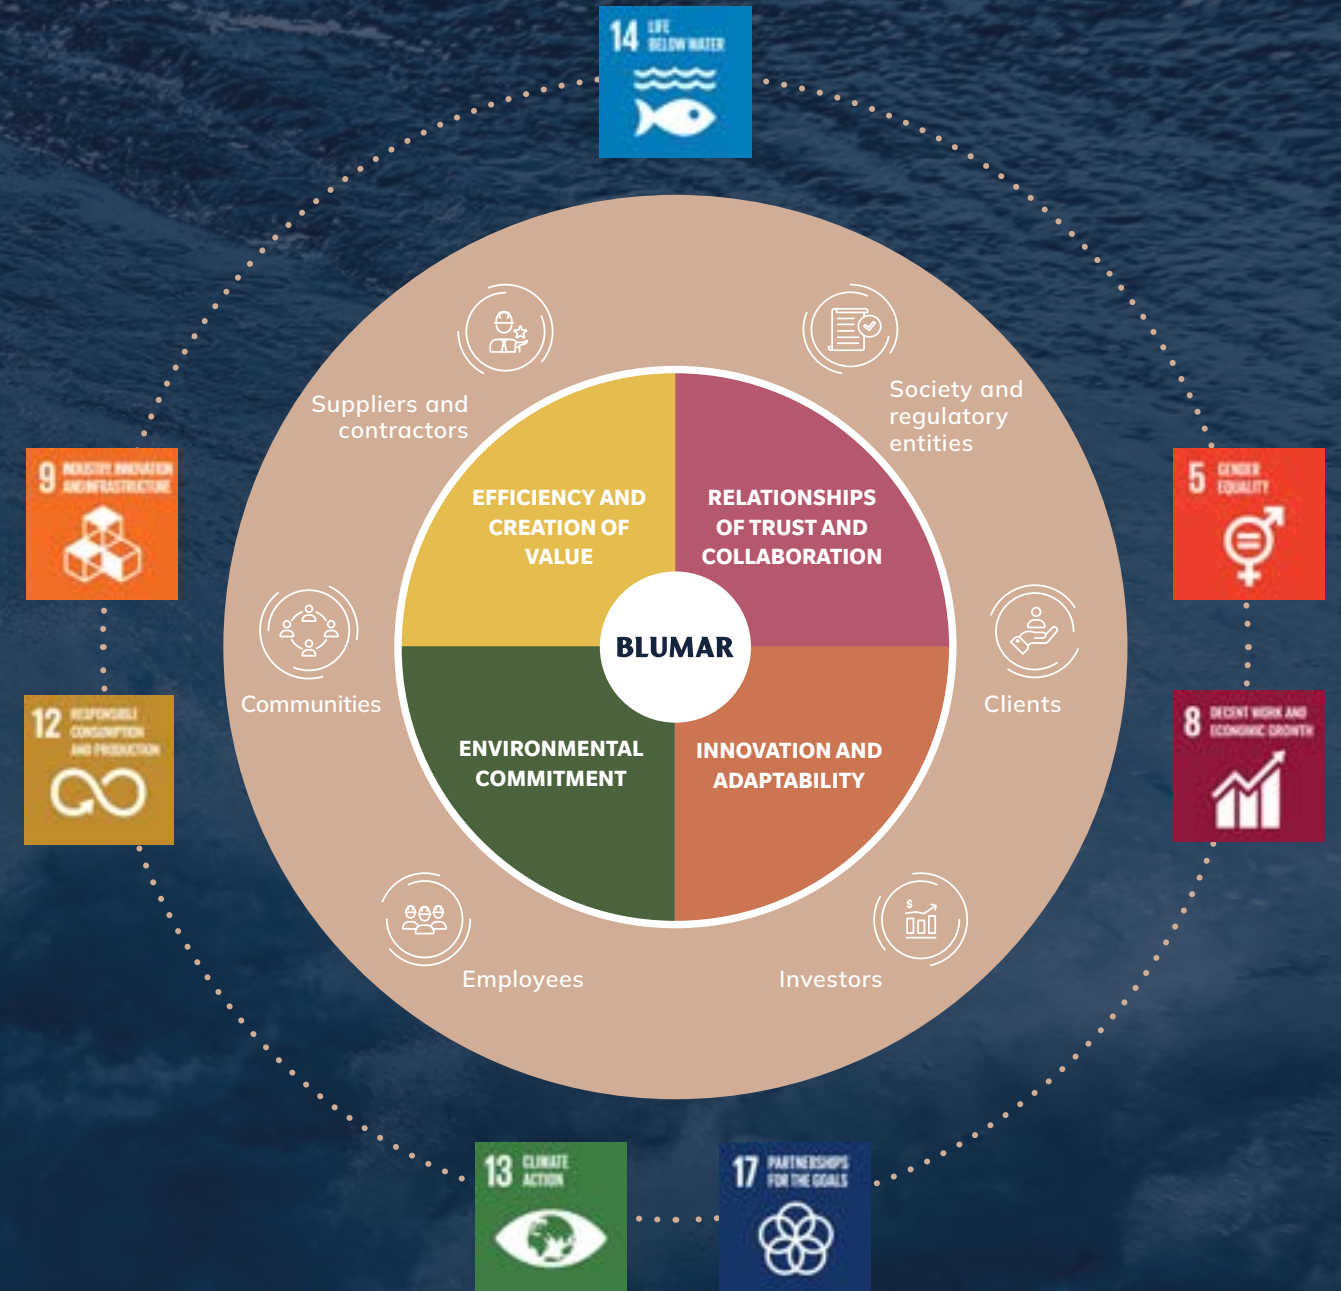 14 LIFE
BELOW WATER
Suppliers and
contractors
Society and
regulatory
entities
9 INDUSTRY, INNOVATION
AND INFRASTRUCTURE
5 GENDER
EQUALITY
EFFICIENCY AND
CREATION OF
VALUE
RELATIONSHIPS
OF TRUST AND
COLLABORATION
BLUMAR
Communities
Clients
12 RESPONSIBLE
CONSUMPTION
AND PRODUCTION
8 DECENT WORK AND
ECONOMIC GROWTH
ENVIRONMENTAL
COMMITMENT
INNOVATION AND
ADAPTABILITY
$
Employees
Investors
13 CLIMATE
ACTION
17 PARTNERSHIPS
FOR THE GOALS